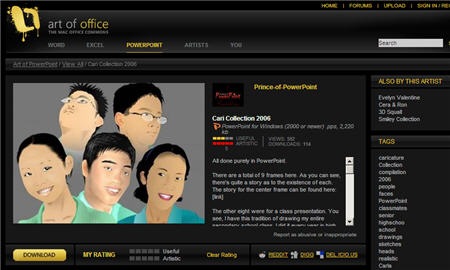 HOME | FORUMS | UPLOAD | SIGN IN / RE
art of office
THE MAC OFFICE COMMONS
WORD EXCEL POWERPOINT ARTISTS YOU
Search
Art of PowerPoint / View All / Cari Collection 2006
Prince-of-PowerPoint
Cari Collection 2006
PowerPoint for Windows (2000 or newer) .pps, 2,220
KB
USEFUL VIEWS: 582
ARTISTIC DOWNLOADS: 114
All done purely in PowerPoint.
There are a total of 9 frames here. As you can see,
there's quite a story as to the existence of each.
The story for the center frame can be found here:
[link]
The other eight were for a class presentation. You
see, I have this tradition of drawing my entire
secondary school class. I did it every year in high
Report as abusive or inappropriate
ALSO BY THIS ARTIST
Evelyn Valentine
Cera & Ron
3D Squall
Smiley Collection
TAGS
caricature
Collection
compilation
2006
people
faces
PowerPoint
classmates
senior
highschoo
school
drawings
sketches
heads
realistic
Caris
DOWNLOAD
MY RATING
Useful
Artistic
Clear Rating
REDDIT DIGG DEL.ICIO.US